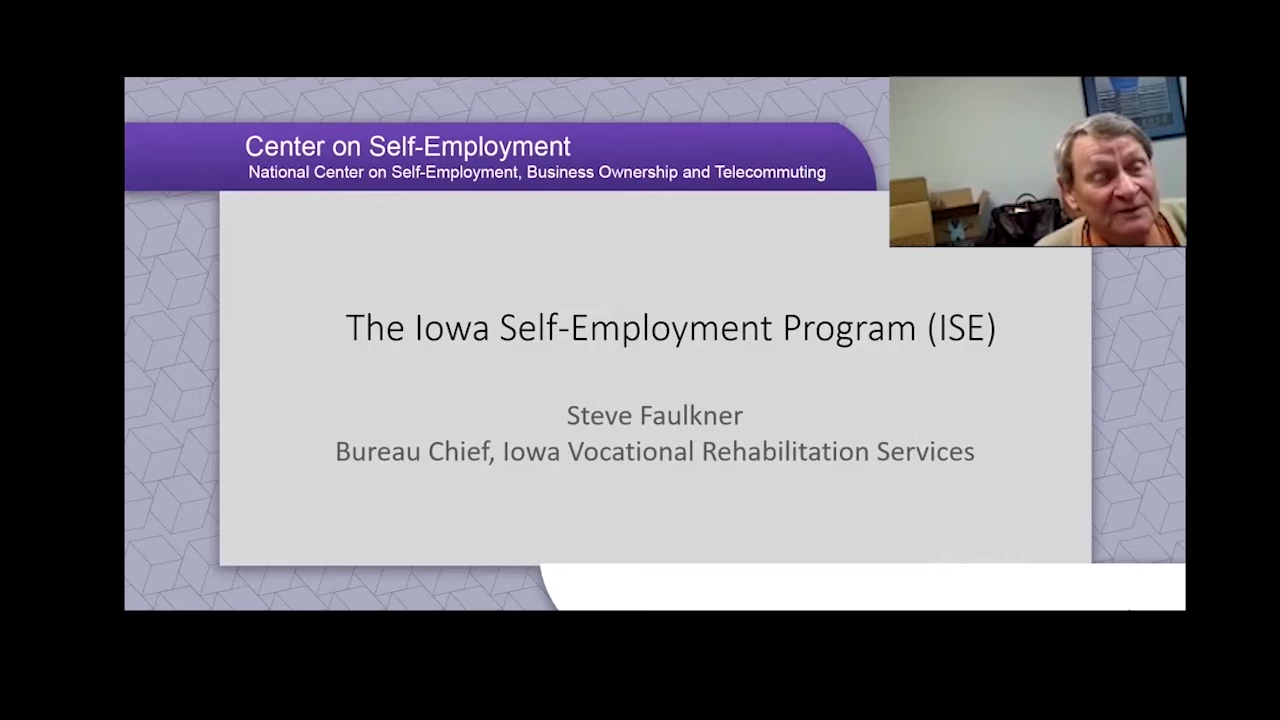 Center on Self-Employment
National Center on Self-Employment, Business Ownership and Telecommuting
The Iowa Self-Employment Program (ISE)
Steve Faulkner
Bureau Chief, Iowa Vocational Rehabilitation Services